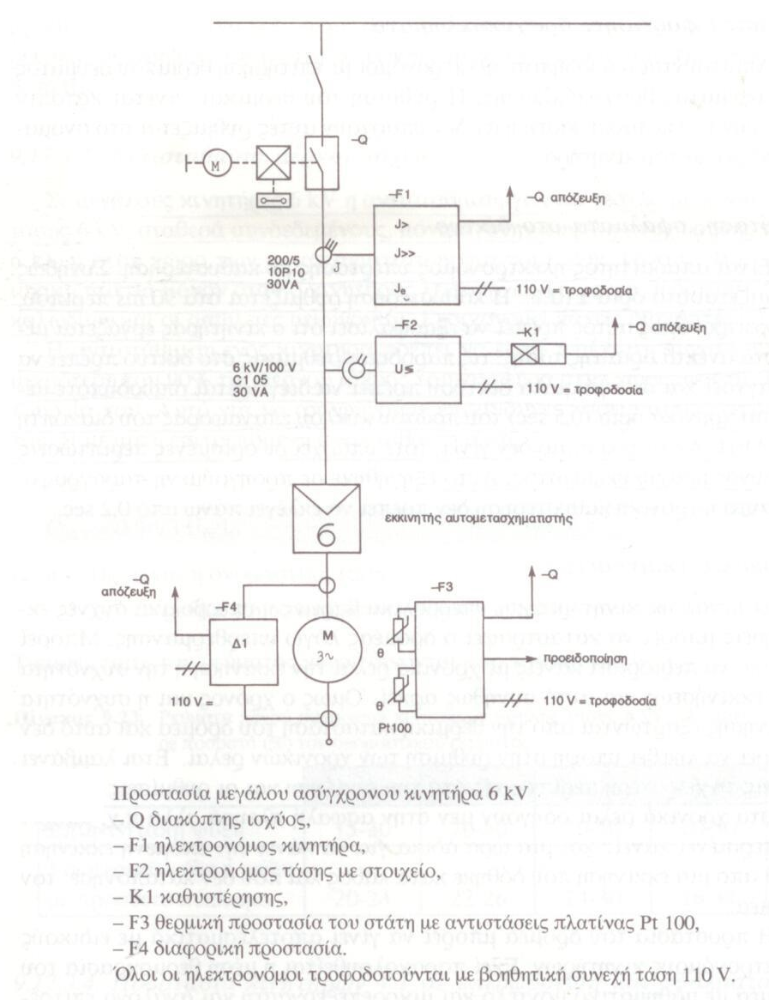 –Q
M
–F1
J>
J>>
Je
–Q απόζευξη
110 V = τροφοδοσία
200/5
10P10
30VA
J
–F2
U≤
–K1
–Q απόζευξη
110 V = τροφοδοσία
6 kV/100 V
C1 05
30 VA
εκκινητής αυτομετασχηματιστής
–Q
απόζευξη
–F4
Δ1
110 V =
M
3~
–F3
–Q
θ
θ
Pt100
προειδοποίηση
110 V = τροφοδοσία
Προστασία μεγάλου ασύγχρονου κινητήρα 6 kV
– Q διακόπτης ισχύος,
– F1 ηλεκτρονόμος κινητήρα,
– F2 ηλεκτρονόμος τάσης με στοιχείο,
– K1 καθυστέρησης,
– F3 θερμική προστασία του στάτη με αντιστάσεις πλατίνας Pt 100,
– F4 διαφορική προστασία.
Όλοι οι ηλεκτρονόμοι τροφοδοτούνται με βοηθητική συνεχή τάση 110 V.